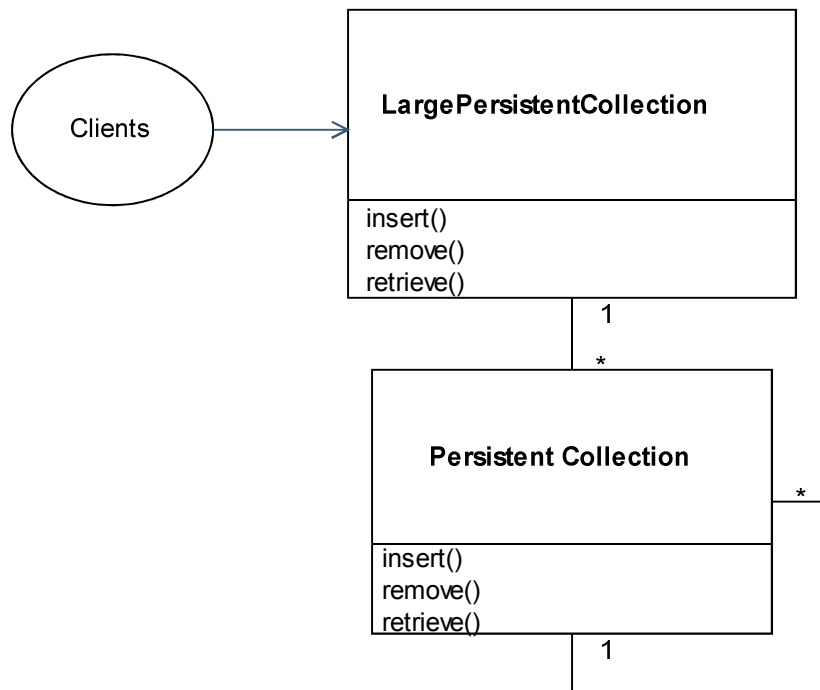 Clients
LargePersistentCollection
insert()
remove()
retrieve()
1
*
Persistent Collection
*
insert()
remove()
retrieve()
1